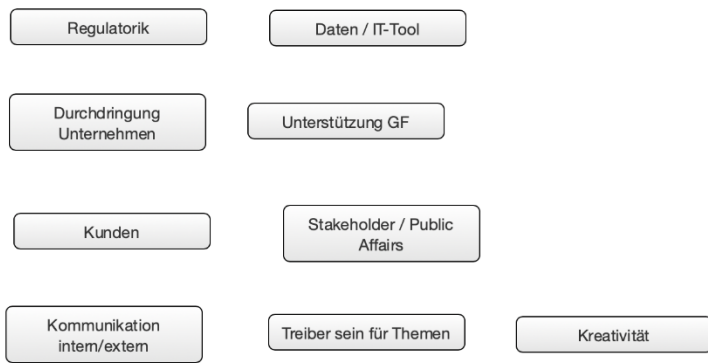 Regulatorik
Daten / IT-Tool
Durchdringung
Unternehmen
Unterstützung GF
Kunden
Stakeholder / Public
Affairs
Kommunikation
intern/extern
Treiber sein für Themen
Kreativität